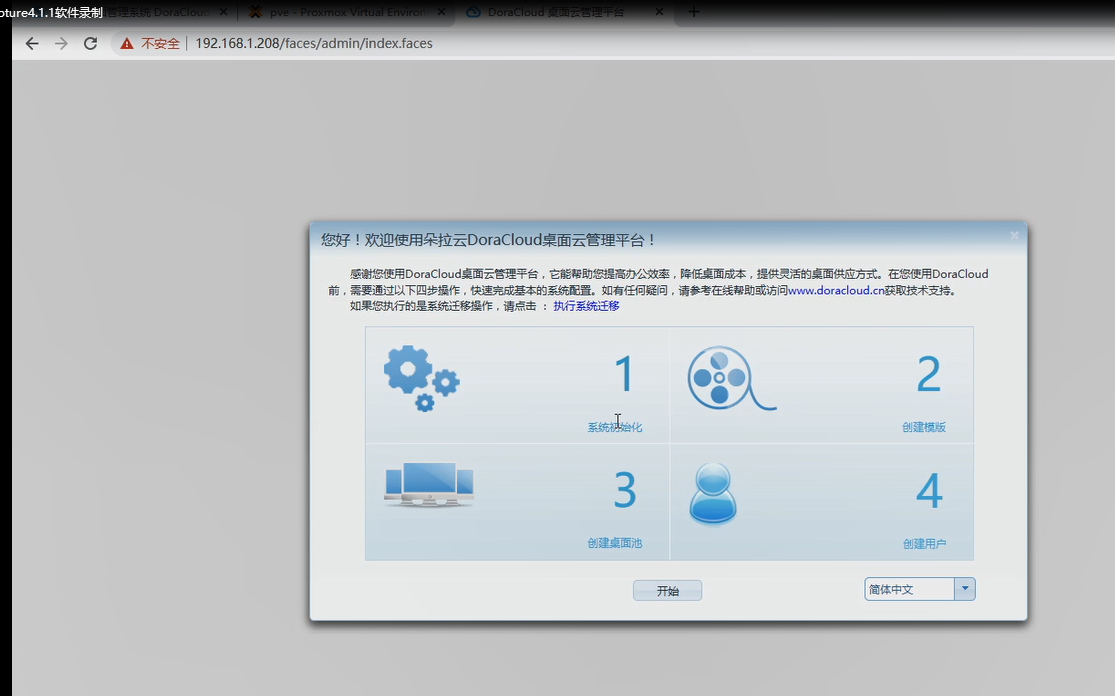 pture4.1.1软件录制
管理系统 DoraCloud
pve - Proxmox Virtual Environ
DoraCloud 桌面云管理平台
不安全
192.168.1.208/faces/admin/index.faces
您好！欢迎使用朵拉云DoraCloud桌面云管理平台！
感谢您使用DoraCloud桌面云管理平台，它能帮助您提高办公效率，降低桌面成本，提供灵活的桌面供应方式。在您使用DoraCloud
前，需要通过以下四步操作，快速完成基本的系统配置。如有任何疑问，请参考在线帮助或访问www.doracloud.cn获取技术支持。
如果您执行的是系统迁移操作，请点击 ： 执行系统迁移
1
系统初始化
2
创建模版
3
创建桌面池
4
创建用户
开始
简体中文